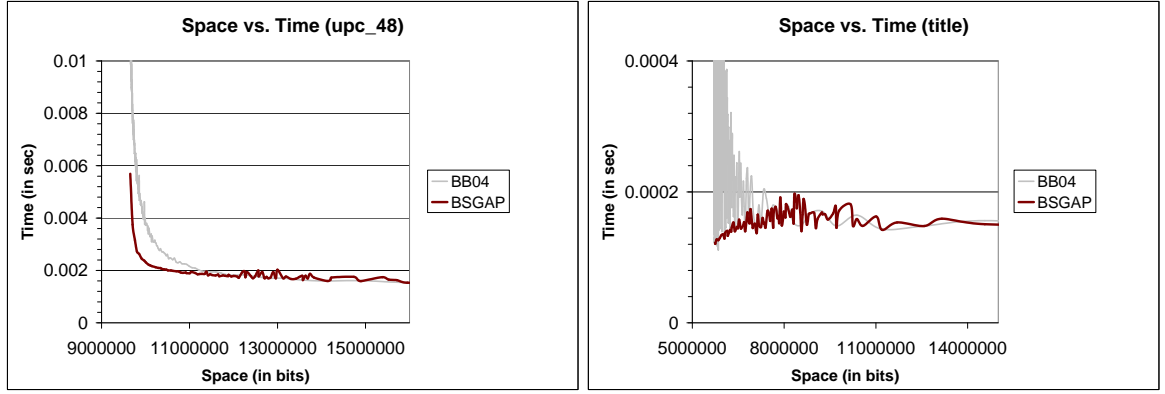 Space vs. Time (upc_48)
0.01
0.008
0.006
0.004
0.002
0
Time (in sec)
9000000 11000000 13000000 15000000
Space (in bits)
BB04
BSGAP
Space vs. Time (title)
0.0004
0.0002
0
Time (in sec)
5000000 8000000 11000000 14000000
Space (in bits)
BB04
BSGAP